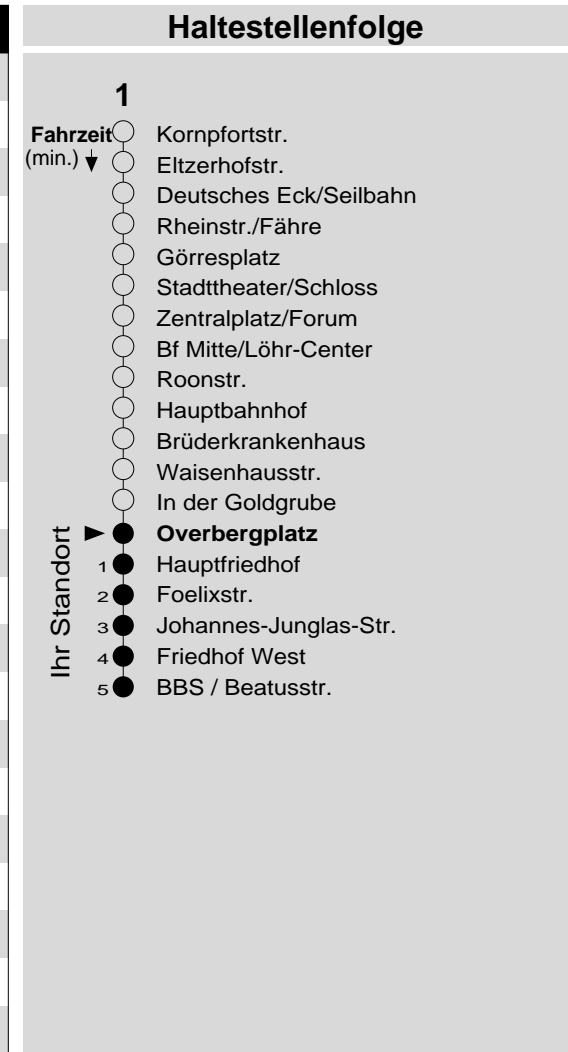 Haltestellenfolge
1
Fahrzeit Kornpfortstr.
(min.) Eltzerhofstr.
Deutsches Eck/Seilbahn
Rheinstr./Fähre
Görresplatz
Stadttheater/Schloss
Zentralplatz/Forum
Bf Mitte/Löhr-Center
Roonstr.
Hauptbahnhof
Brüderkrankenhaus
Waisenhausstr.
In der Goldgrube
Ihr Standort
Overbergplatz
1 Hauptfriedhof
2 Foelixstr.
3 Johannes-Junglas-Str.
4 Friedhof West
5 BBS / Beatusstr.